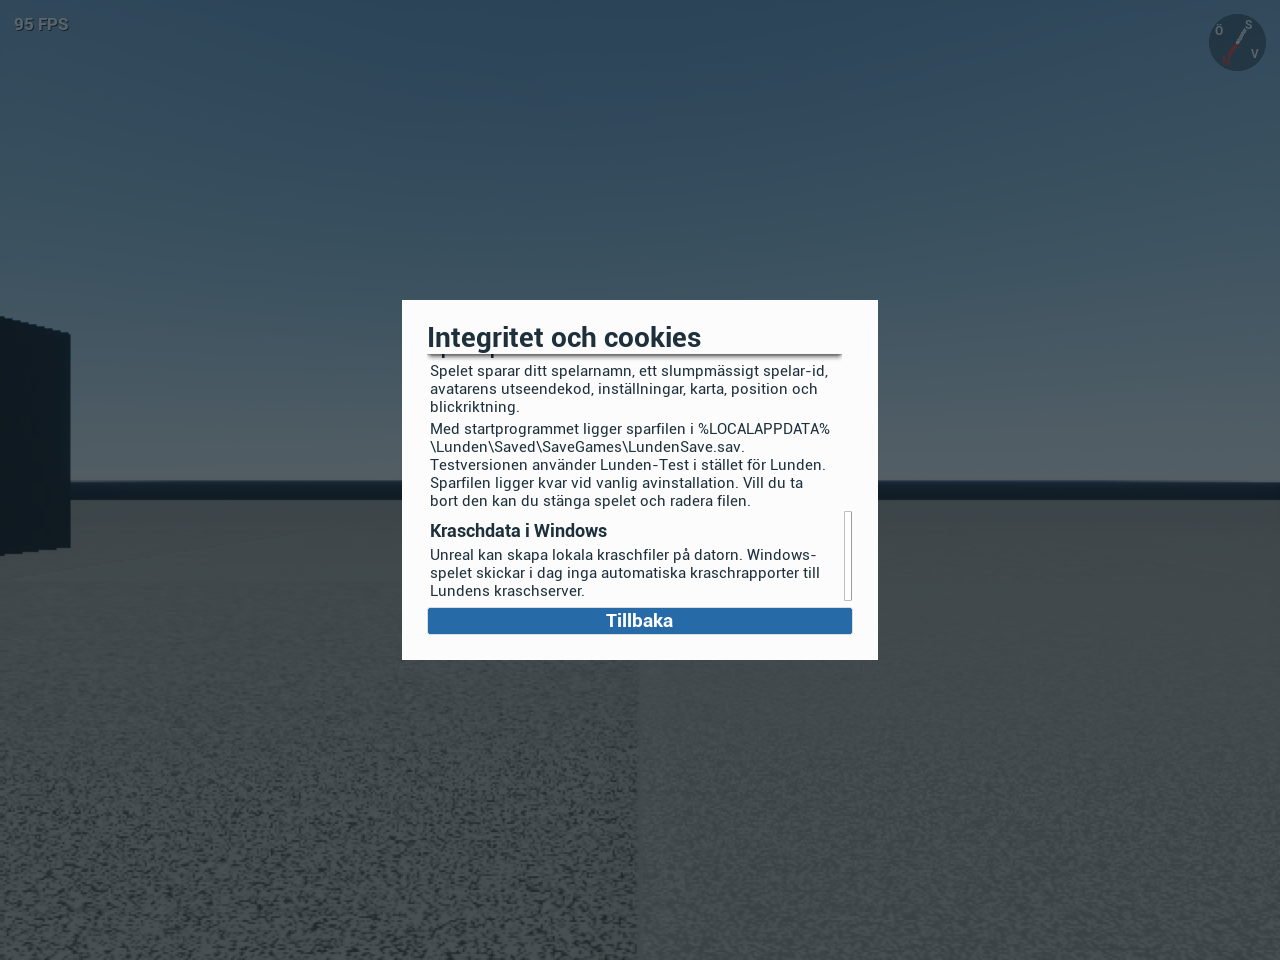 95 FPS
Ö
S
V
Integritet och cookies
Spelet sparar ditt spelarnamn, ett slumpmässigt spelar-id,
avatarens utseendekod, inställningar, karta, position och
blickriktning.
Med startprogrammet ligger sparfilen i %LOCALAPPDATA%
\Lunden\Saved\SaveGames\LundenSave.sav.
Testversionen använder Lunden-Test i stället för Lunden.
Sparfilen ligger kvar vid vanlig avinstallation. Vill du ta
bort den kan du stänga spelet och radera filen.
Kraschdata i Windows
Unreal kan skapa lokala kraschfiler på datorn. Windows-
spelet skickar i dag inga automatiska kraschrapporter till
Lundens kraschserver.
Tillbaka